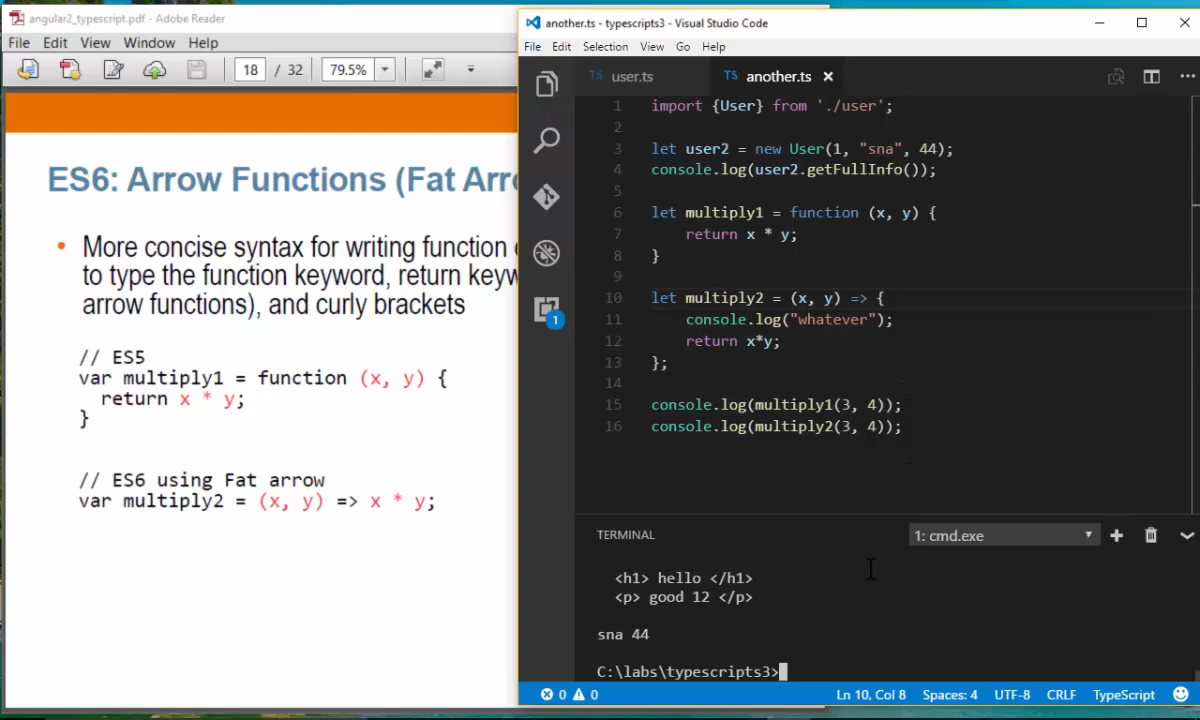 angular2_typescript.pdf - Adobe Reader
File Edit View Window Help
18 / 32 79.5%
ES6: Arrow Functions (Fat Arro
• More concise syntax for writing function
to type the function keyword, return keyw
arrow functions), and curly brackets
// ES5
var multiply1 = function (x, y) {
return x * y;
}
// ES6 using Fat arrow
var multiply2 = (x, y) => x * y;
another.ts - typescripts3 - Visual Studio Code
File Edit Selection View Go Help
TS user.ts TS another.ts
1 import {User} from './user';
2
3 let user2 = new User(1, "sna", 44);
4 console.log(user2.getFullInfo());
5
6 let multiply1 = function (x, y) {
7 return x * y;
8 }
9
10 let multiply2 = (x, y) => {
11 console.log("whatever");
12 return x*y;
13 };
14
15 console.log(multiply1(3, 4));
16 console.log(multiply2(3, 4));
1
TERMINAL 1: cmd.exe
<h1> hello </h1>
<p> good 12 </p>
sna 44
C:\labs\typescripts3>
0 0 Ln 10, Col 8 Spaces: 4 UTF-8 CRLF TypeScript